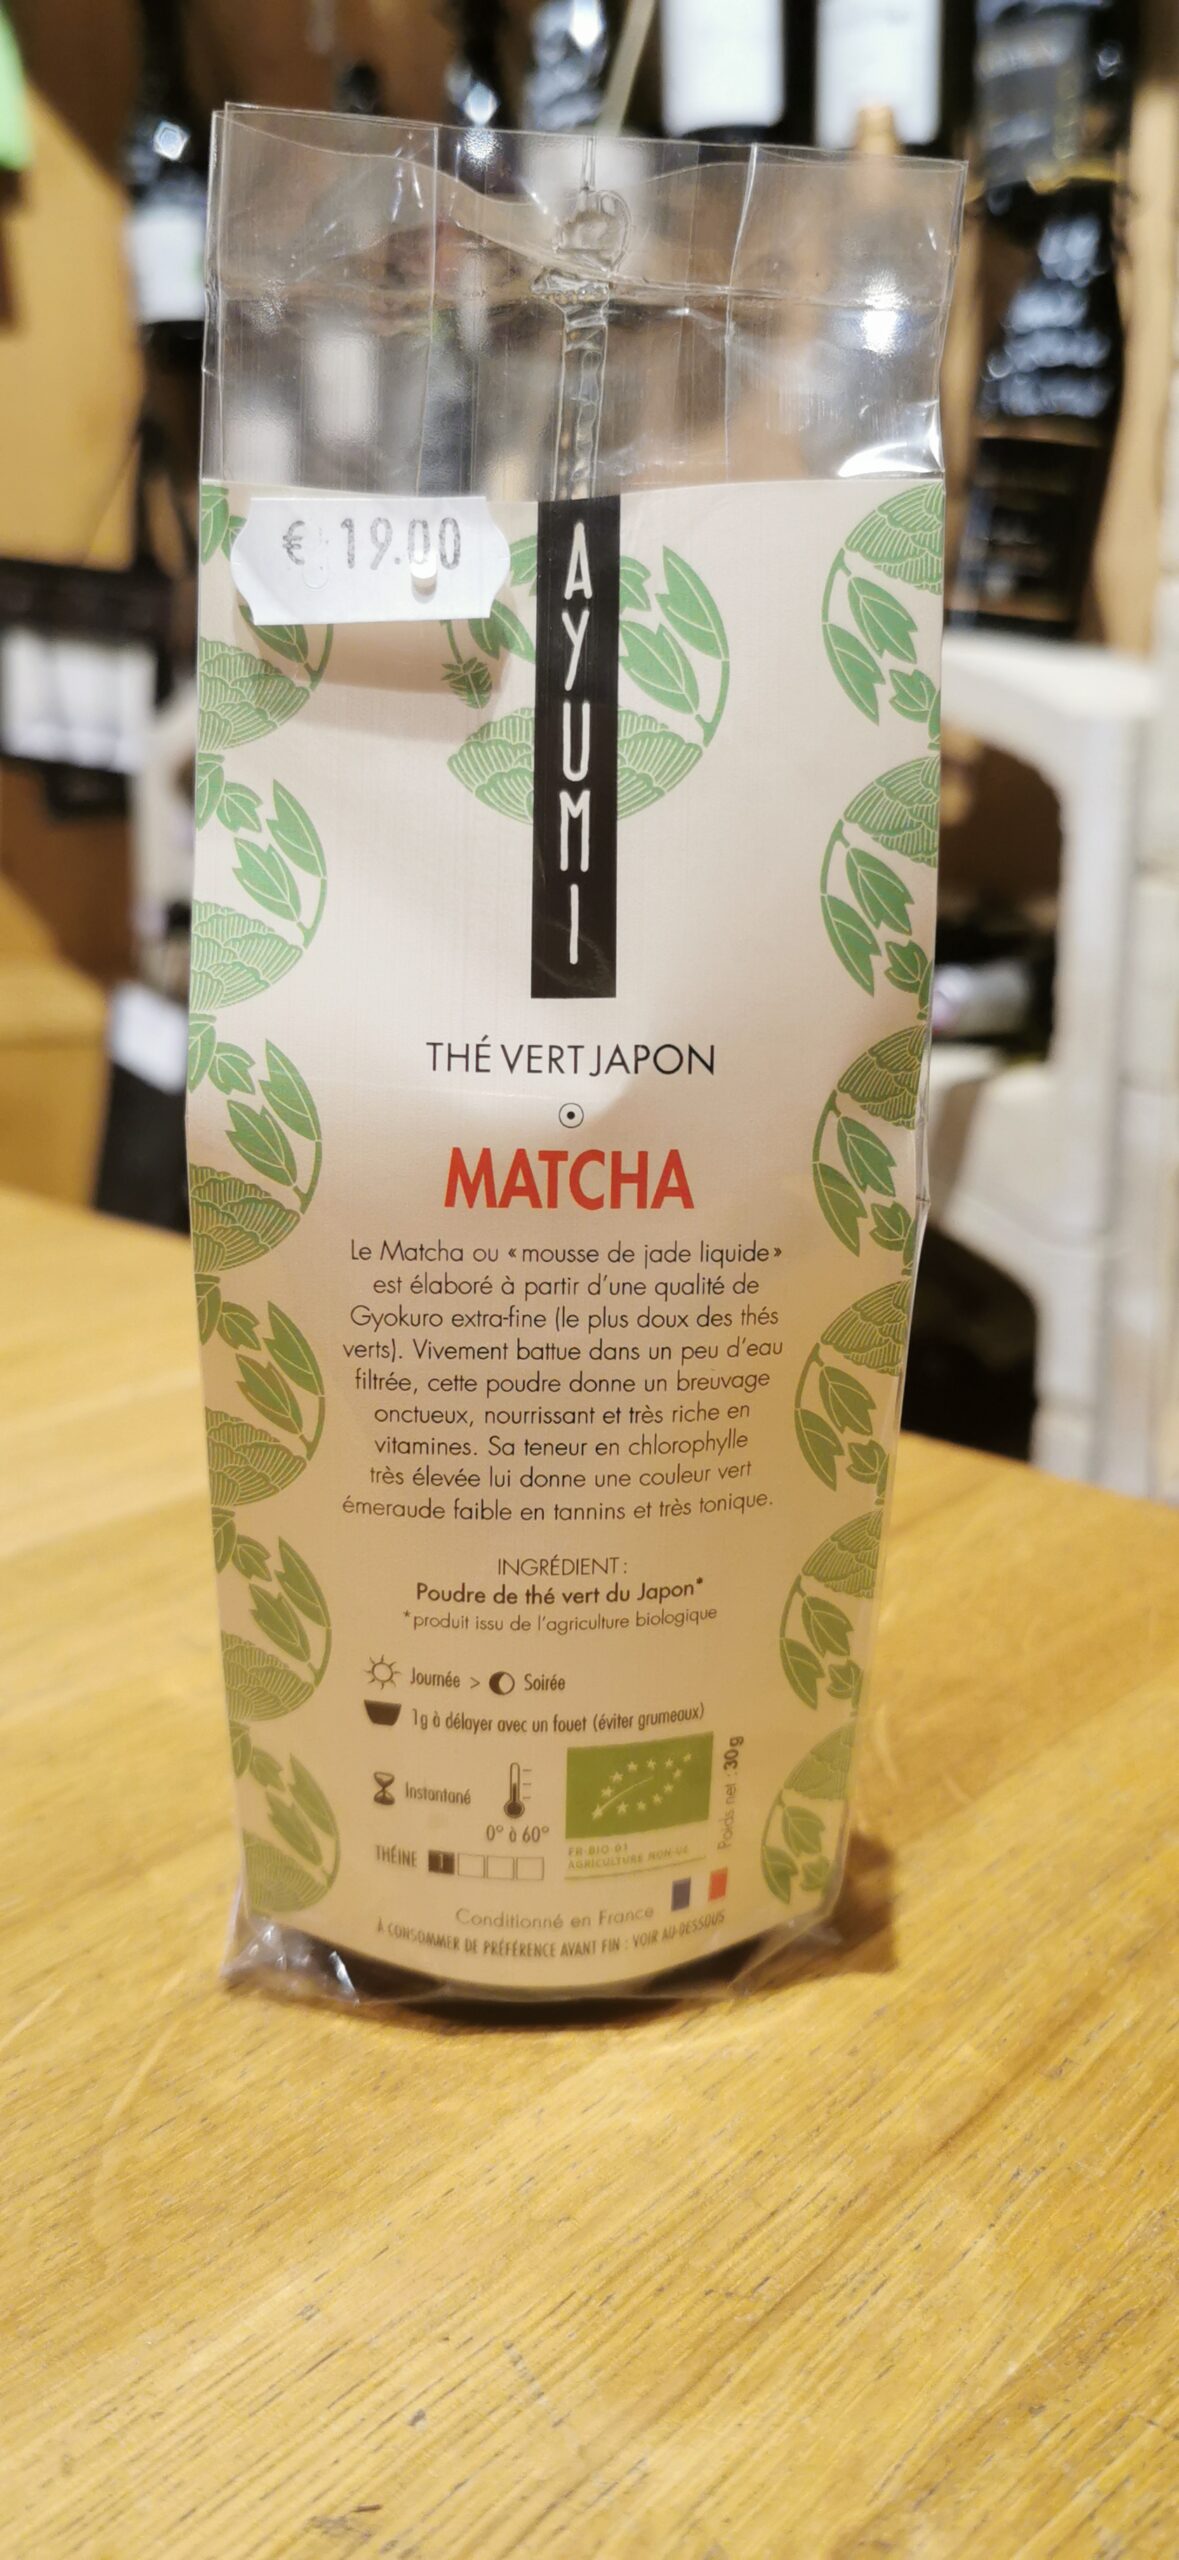 € 19.00
AYUMI
THÉ VERT JAPON
MATCHA
Le Matcha ou « mousse de jade liquide »
est élaboré à partir d'une qualité de
Gyokuro extra-fine (le plus doux des thés
verts). Vivement battue dans un peu d'eau
filtrée, cette poudre donne un breuvage
onctueux, nourrissant et très riche en
vitamines. Sa teneur en chlorophylle
très élevée lui donne une couleur vert
émeraude faible en tannins et très tonique.
INGRÉDIENT :
Poudre de thé vert du Japon*
*produit issu de l'agriculture biologique
Journée > Soirée
1g à délayer avec un fouet (éviter grumeaux)
Instantané
0° à 60°
THÉINE 1
FR-BIO-01
AGRICULTURE NON-UE
Poids net : 30g
Conditionné en France
À CONSOMMER DE PRÉFÉRENCE AVANT FIN : VOIR AU-DESSOUS